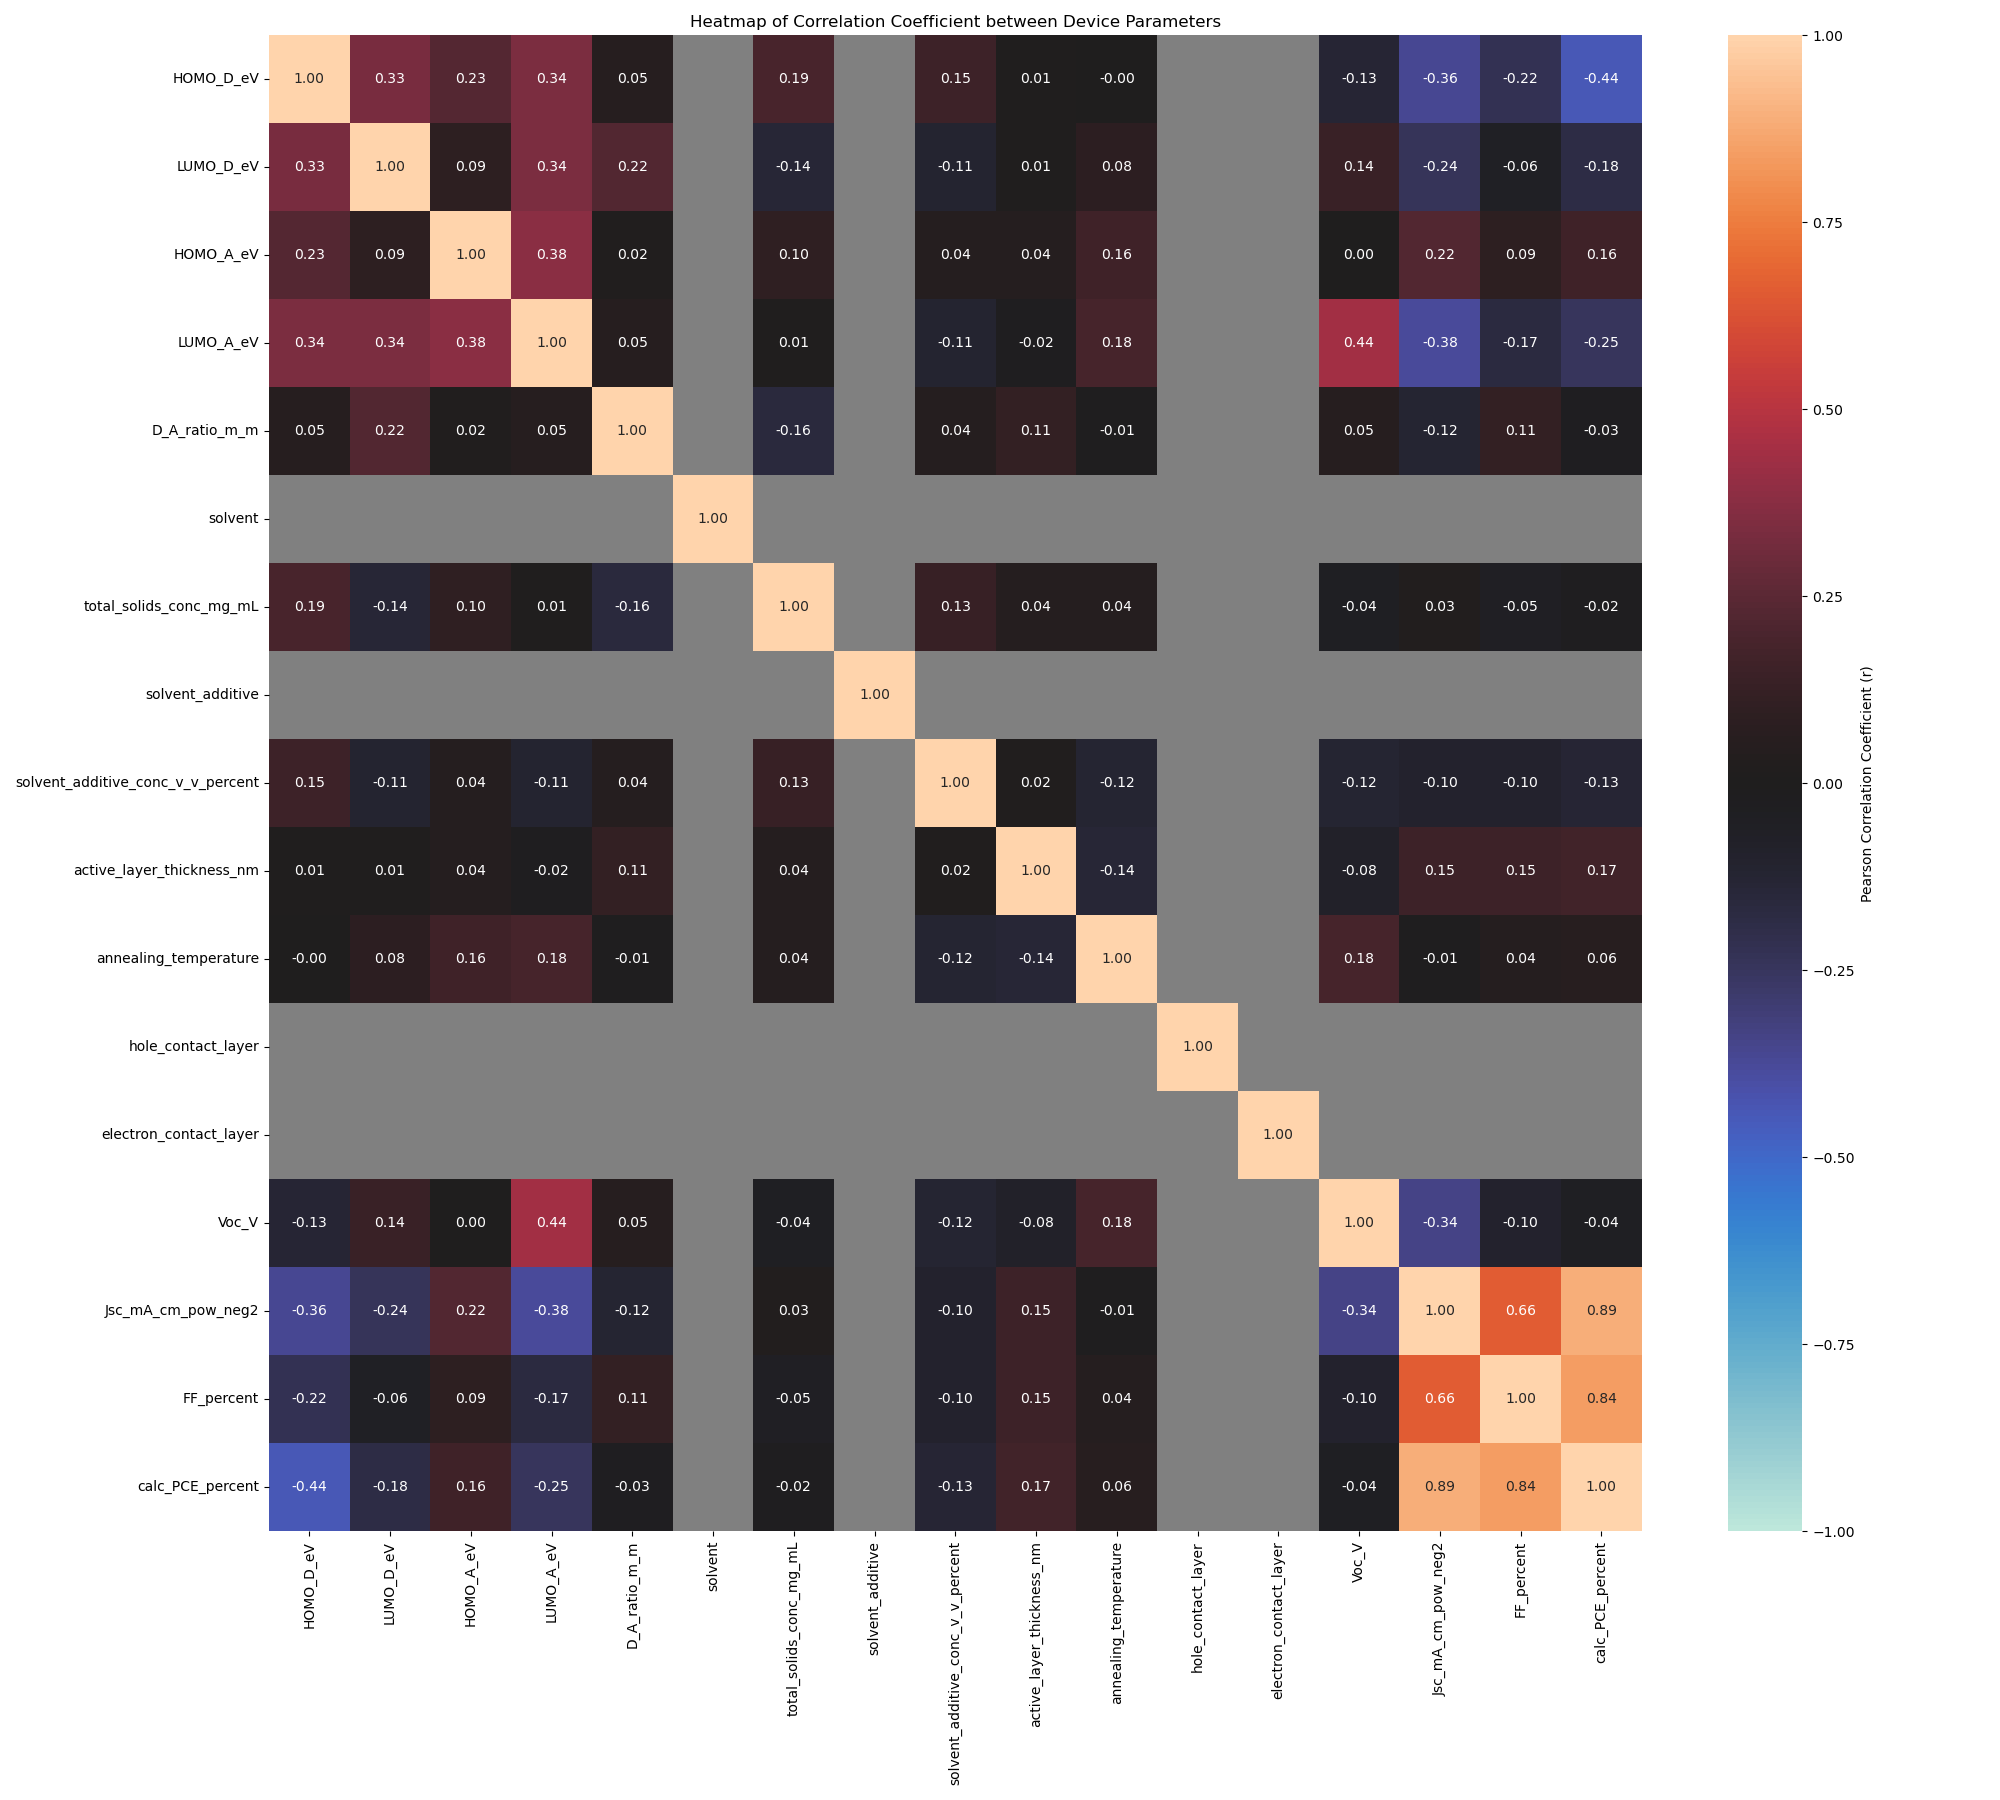 Heatmap of Correlation Coefficient between Device Parameters
HOMO_D_eV 1.00 0.33 0.23 0.34 0.05 0.19 0.15 0.01 -0.00 -0.13 -0.36 -0.22 -0.44
LUMO_D_eV 0.33 1.00 0.09 0.34 0.22 -0.14 -0.11 0.01 0.08 0.14 -0.24 -0.06 -0.18
HOMO_A_eV 0.23 0.09 1.00 0.38 0.02 0.10 0.04 0.04 0.16 0.00 0.22 0.09 0.16
LUMO_A_eV 0.34 0.34 0.38 1.00 0.05 0.01 -0.11 -0.02 0.18 0.44 -0.38 -0.17 -0.25
D_A_ratio_m_m 0.05 0.22 0.02 0.05 1.00 -0.16 0.04 0.11 -0.01 0.05 -0.12 0.11 -0.03
solvent 1.00
total_solids_conc_mg_mL 0.19 -0.14 0.10 0.01 -0.16 1.00 0.13 0.04 0.04 -0.04 0.03 -0.05 -0.02
solvent_additive 1.00
solvent_additive_conc_v_v_percent 0.15 -0.11 0.04 -0.11 0.04 0.13 1.00 0.02 -0.12 -0.12 -0.10 -0.10 -0.13
active_layer_thickness_nm 0.01 0.01 0.04 -0.02 0.11 0.04 0.02 1.00 -0.14 -0.08 0.15 0.15 0.17
annealing_temperature -0.00 0.08 0.16 0.18 -0.01 0.04 -0.12 -0.14 1.00 0.18 -0.01 0.04 0.06
hole_contact_layer 1.00
electron_contact_layer 1.00
Voc_V -0.13 0.14 0.00 0.44 0.05 -0.04 -0.12 -0.08 0.18 1.00 -0.34 -0.10 -0.04
Jsc_mA_cm_pow_neg2 -0.36 -0.24 0.22 -0.38 -0.12 0.03 -0.10 0.15 -0.01 -0.34 1.00 0.66 0.89
FF_percent -0.22 -0.06 0.09 -0.17 0.11 -0.05 -0.10 0.15 0.04 -0.10 0.66 1.00 0.84
calc_PCE_percent -0.44 -0.18 0.16 -0.25 -0.03 -0.02 -0.13 0.17 0.06 -0.04 0.89 0.84 1.00
HOMO_D_eV
LUMO_D_eV
HOMO_A_eV
LUMO_A_eV
D_A_ratio_m_m
solvent
total_solids_conc_mg_mL
solvent_additive
solvent_additive_conc_v_v_percent
active_layer_thickness_nm
annealing_temperature
hole_contact_layer
electron_contact_layer
Voc_V
Jsc_mA_cm_pow_neg2
FF_percent
calc_PCE_percent
1.00
0.75
0.50
0.25
0.00
−0.25
−0.50
−0.75
−1.00
Pearson Correlation Coefficient (r)